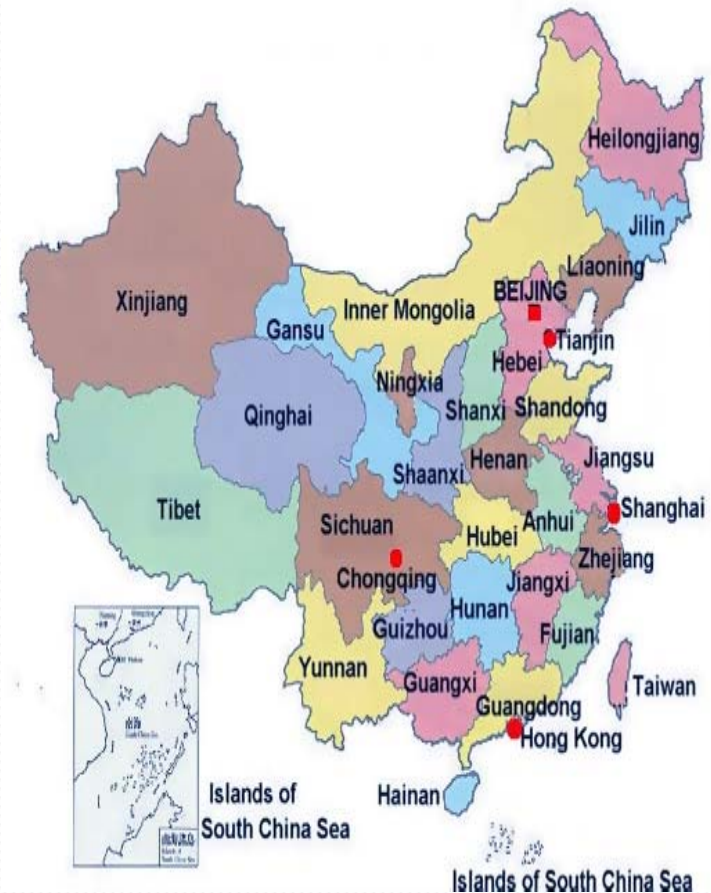 Heilongjiang
Jilin
Liaoning
BEIJING
Xinjiang
Inner Mongolia
Gansu
Tianjin
Hebei
Ningxia
Qinghai
Shanxi
Shandong
Henan
Jiangsu
Shaanxi
Tibet
Shanghai
Sichuan
Anhui
Hubei
Zhejiang
Chongqing
Jiangxi
Hunan
Guizhou
Fujian
Yunnan
Guangxi
Taiwan
Guangdong
Hong Kong
Hainan
Islands of
South China Sea
Islands of South China Sea